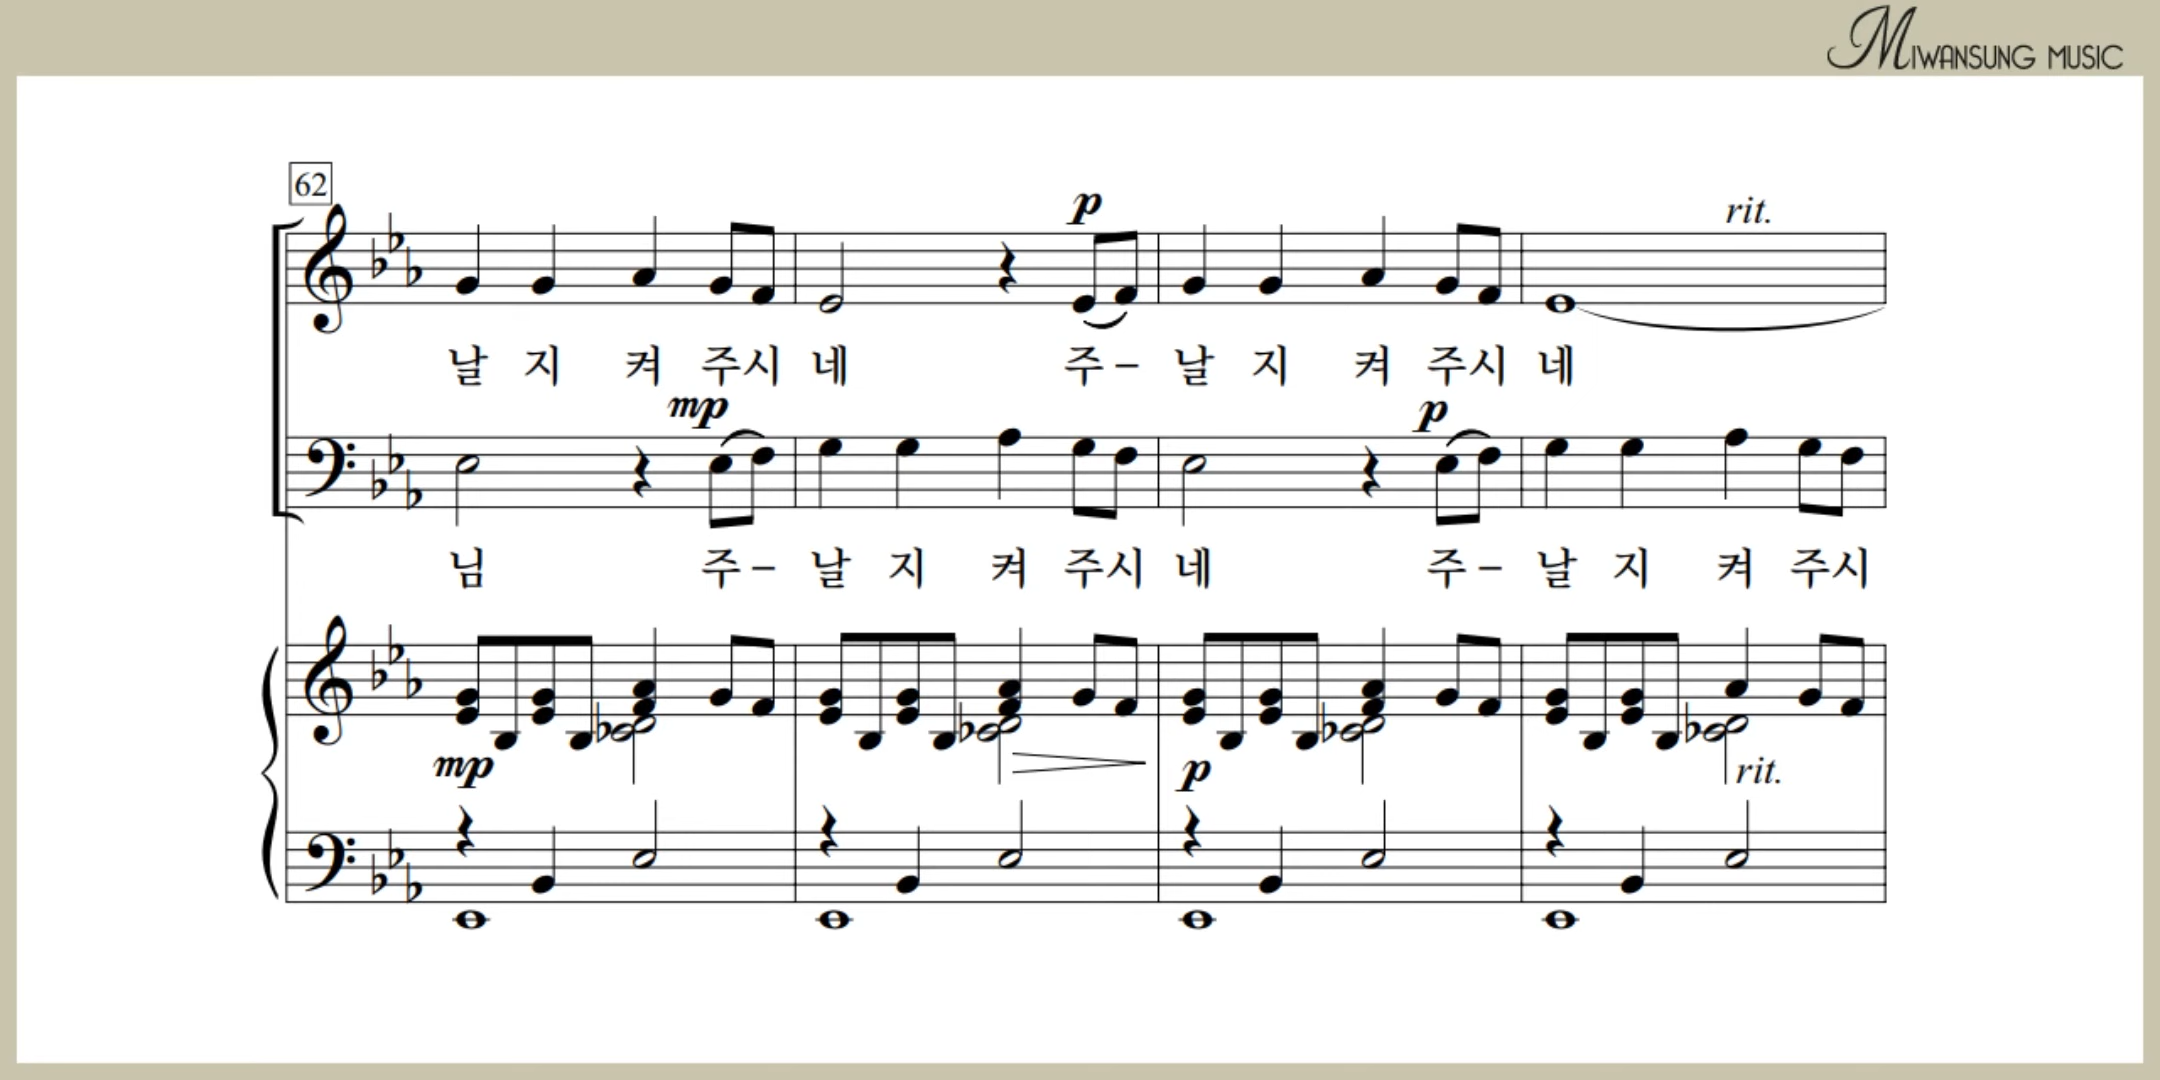 MIWANSUNG MUSIC
62
p
rit.
날 지 켜 주시 네 주 – 날 지 켜 주시 네
mp p
님 주 – 날 지 켜 주시 네 주 – 날 지 켜 주시
mp p rit.